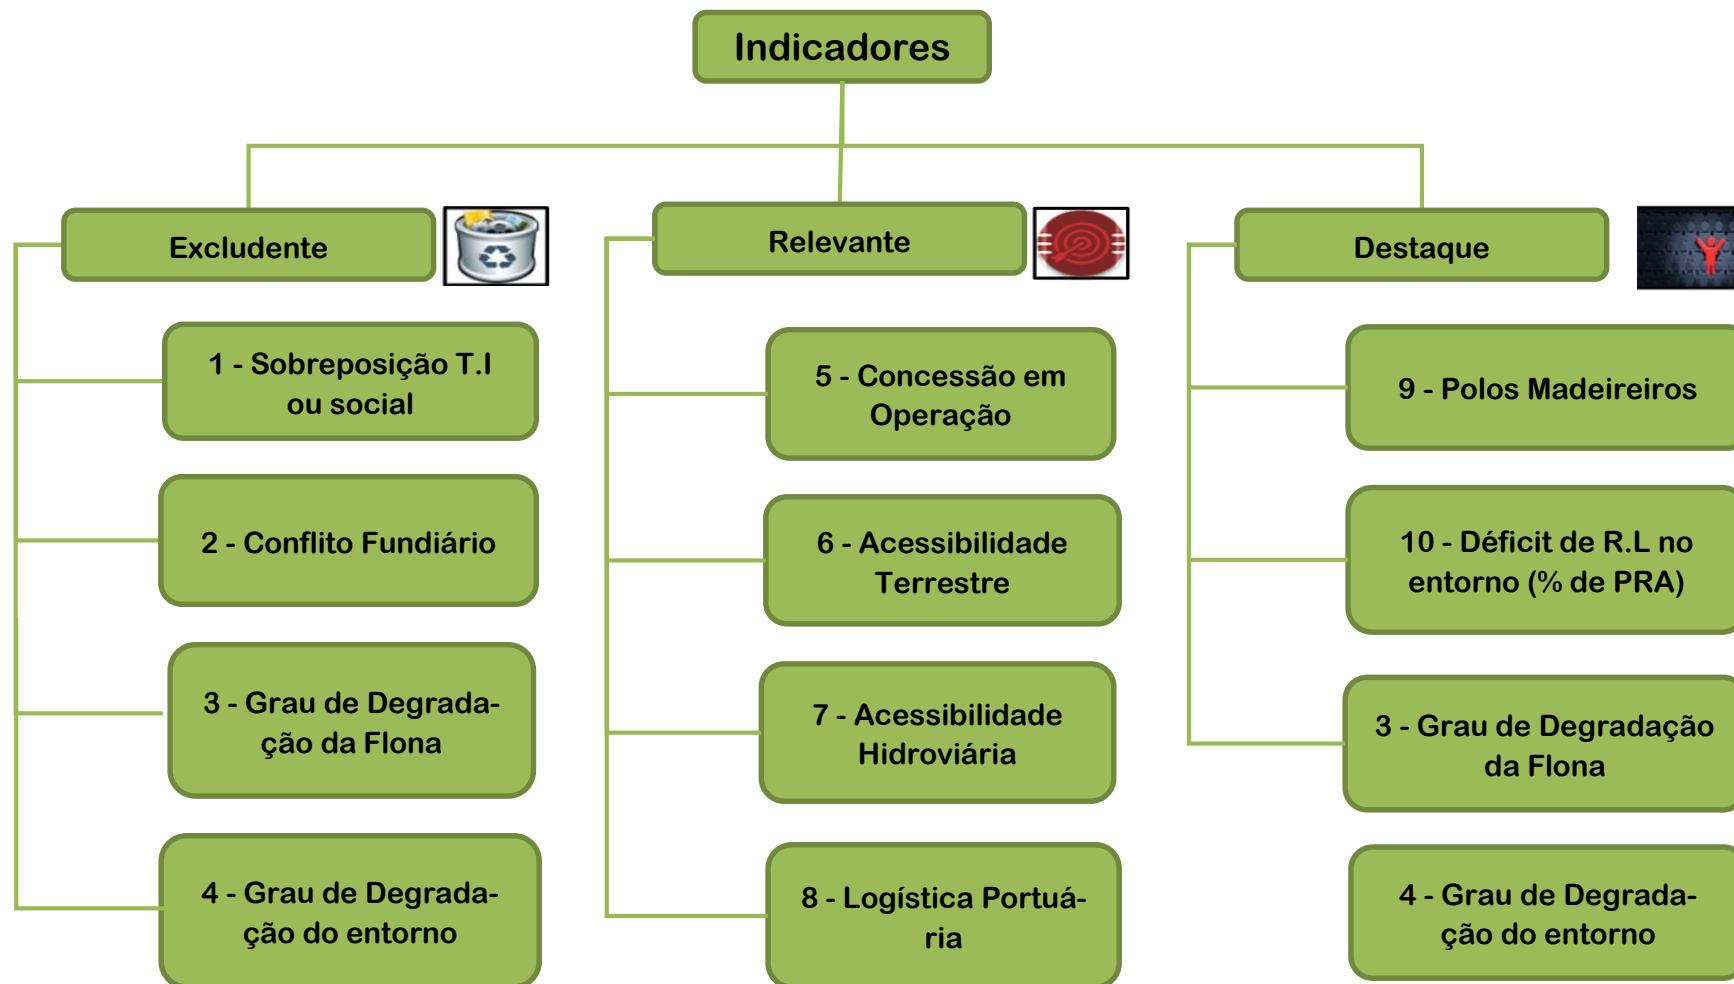 Indicadores
Excludente
1 - Sobreposição T.I
ou social
2 - Conflito Fundiário
3 - Grau de Degrada-
ção da Flona
4 - Grau de Degrada-
ção do entorno
Relevante
5 - Concessão em
Operação
6 - Acessibilidade
Terrestre
7 - Acessibilidade
Hidroviária
8 - Logística Portuá-
ria
Destaque
9 - Polos Madeireiros
10 - Déficit de R.L no
entorno (% de PRA)
3 - Grau de Degradação
da Flona
4 - Grau de Degrada-
ção do entorno